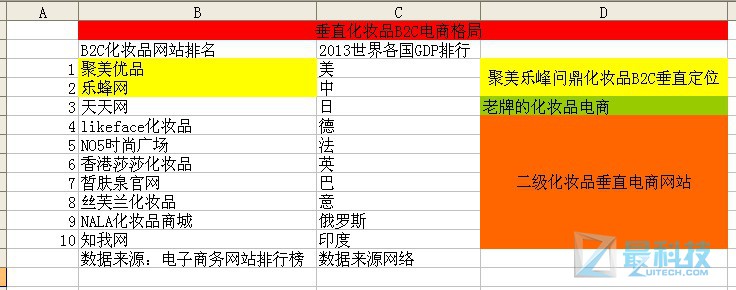 A B C D
垂直化妆品B2C电商格局
B2C化妆品网站排名 2013世界各国GDP排行
1 聚美优品 美 聚美乐峰问鼎化妆品B2C垂直定位
2 乐蜂网 中
3 天天网 日 老牌的化妆品电商
4 likeface化妆品 德
5 NO5时尚广场 法
6 香港莎莎化妆品 英
7 皙肤泉官网 巴 二级化妆品垂直电商网站
8 丝芙兰化妆品 意
9 NALA化妆品商城 俄罗斯
10 知我网 印度
数据来源：电子商务网站排行榜 数据来源网络
最科技
ZUITECH.COM